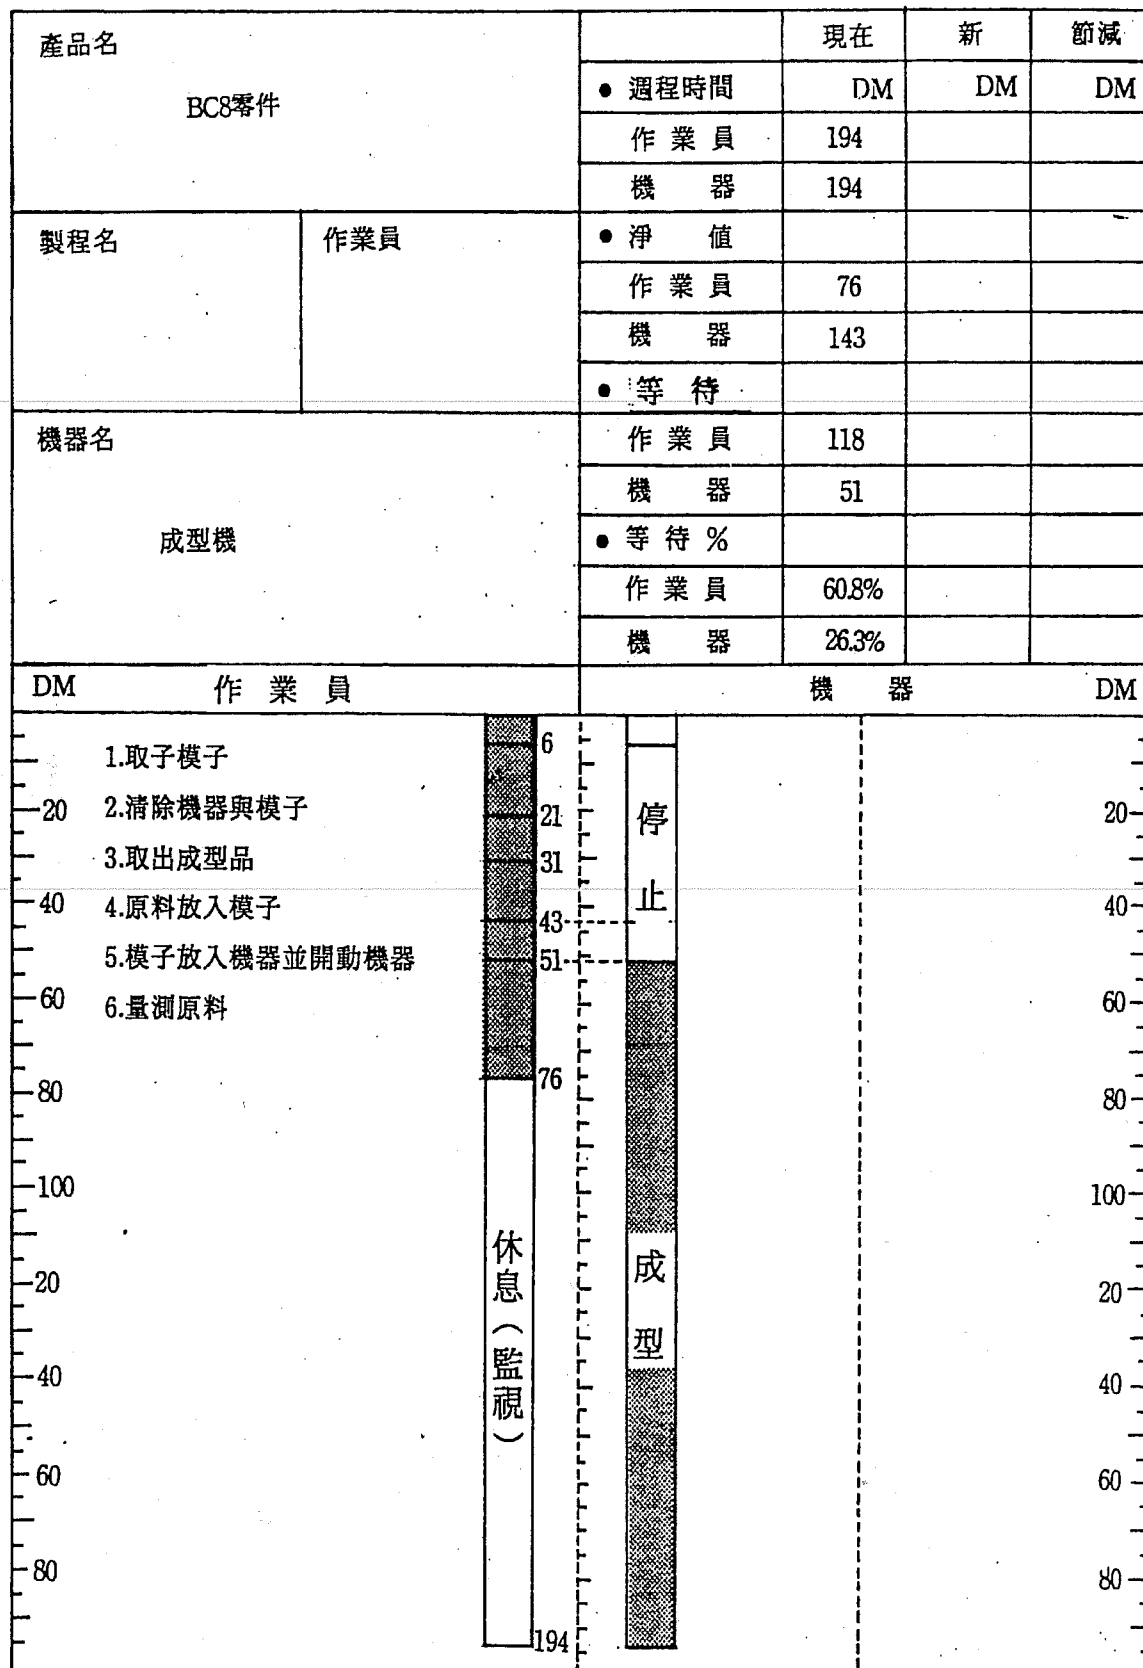 產品名
BC8零件
現在 新 節減
● 週程時間 DM DM DM
作業員 194
機器 194
製程名 作業員
● 淨值
作業員 76
機器 143
● 等待
機器名
成型機
作業員 118
機器 51
● 等待%
作業員 60.8%
機器 26.3%
DM 作業員 機器 DM
1.取子模子
2.清除機器與模子
3.取出成型品
4.原料放入模子
5.模子放入機器並開動機器
6.量測原料
20
40
60
80
100
20
40
60
80
6
21
31
43
51
76
194
休息(監視)
停止
成型
20
40
60
80
100
20
40
60
80